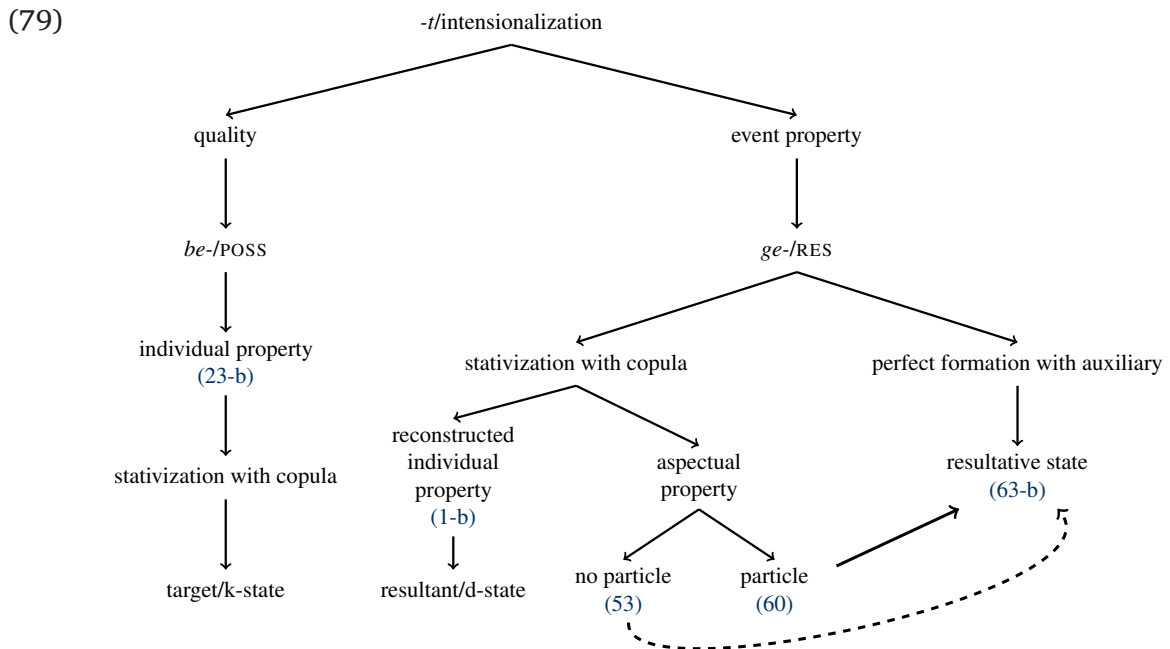 (79)
-t/intensionalization
quality
event property
be-/POSS
ge-/RES
individual property
(23-b)
stativization with copula
perfect formation with auxiliary
reconstructed
individual
property
(1-b)
aspectual
property
resultative state
(63-b)
stativization with copula
target/k-state
resultant/d-state
no particle
(53)
particle
(60)